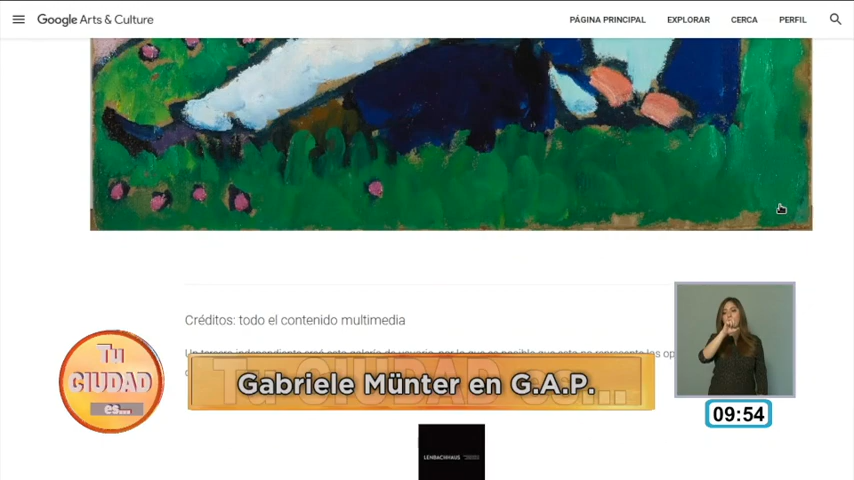 Google Arts & Culture
PÁGINA PRINCIPAL EXPLORAR CERCA PERFIL
Créditos: todo el contenido multimedia
Tu
CIUDAD
es...
Gabriele Münter en G.A.P.
09:54
LENBACHHAUS